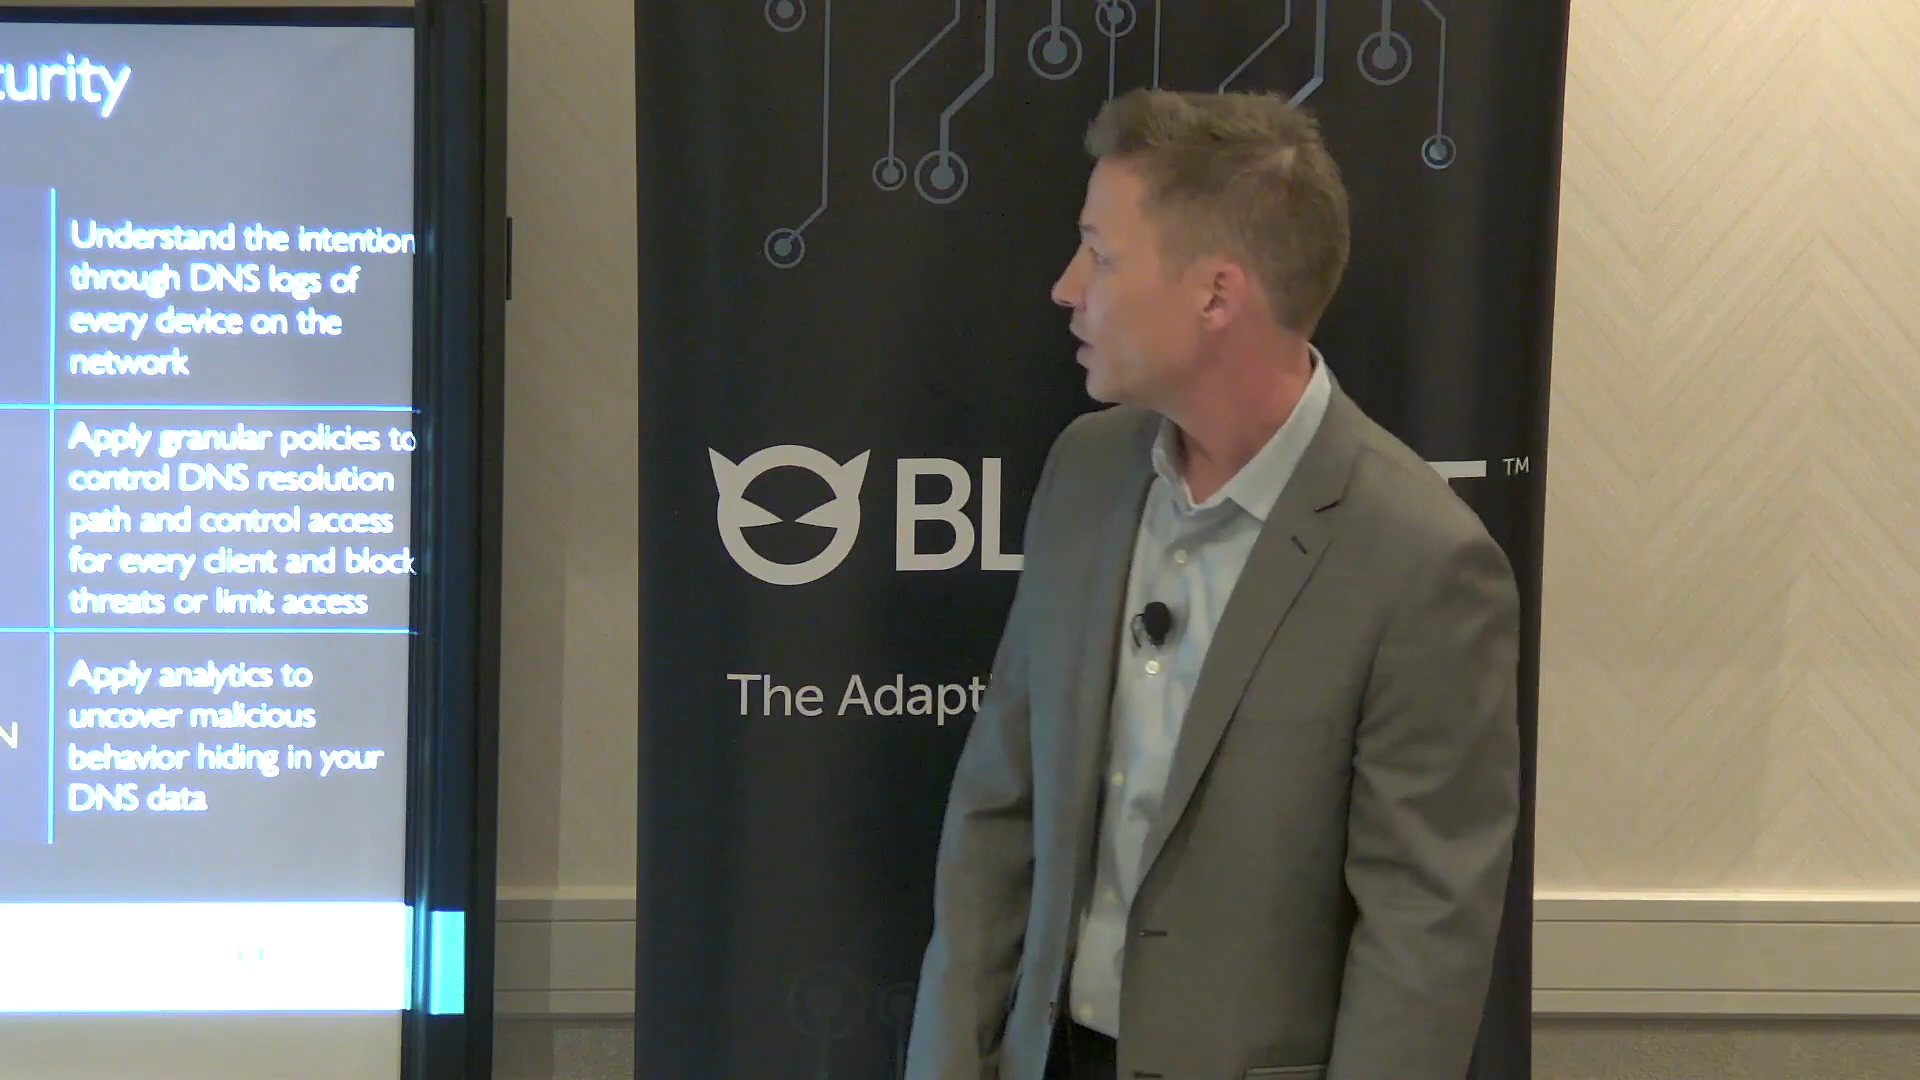 curity
Understand the intention
through DNS logs of
every device on the
network
Apply granular policies to
control DNS resolution
path and control access
for every client and block
threats or limit access
N
Apply analytics to
uncover malicious
behavior hiding in your
DNS data
BL T™
The Adapti